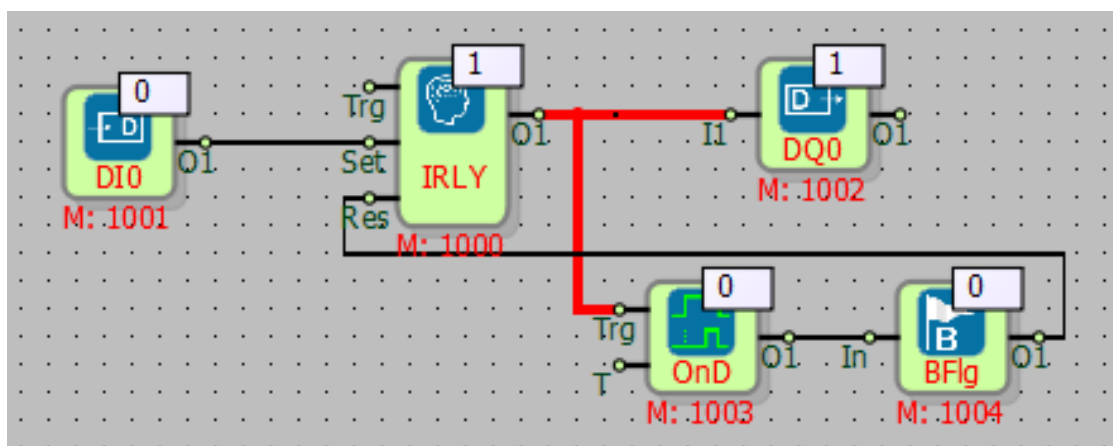 0
D
O1
DI0
M: 1001
1
Trg
Set
Res
O1
IRLY
M: 1000
1
D
I1
O1
DQ0
M: 1002
0
Trg
T
O1
OnD
M: 1003
0
B
In
O1
BFlg
M: 1004